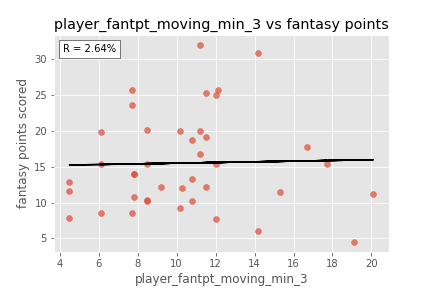 player_fantpt_moving_min_3 vs fantasy points
R = 2.64%
30
25
20
15
10
5
fantasy points scored
4 6 8 10 12 14 16 18 20
player_fantpt_moving_min_3